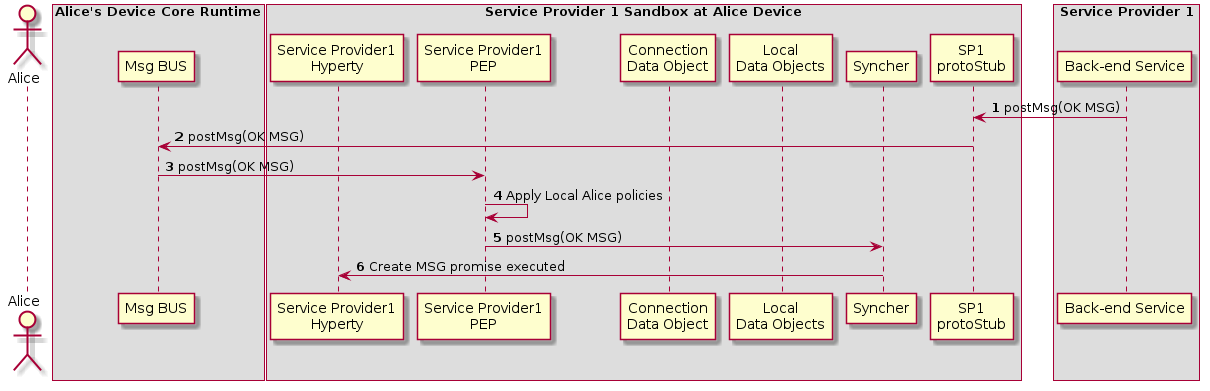 Alice's Device Core Runtime
Service Provider 1 Sandbox at Alice Device
Service Provider 1
Alice
Msg BUS
Service Provider1
Hyperty
Service Provider1
PEP
Connection
Data Object
Local
Data Objects
Syncher
SP1
protoStub
Back-end Service
1 postMsg(OK MSG)
2 postMsg(OK MSG)
3 postMsg(OK MSG)
4 Apply Local Alice policies
5 postMsg(OK MSG)
6 Create MSG promise executed
Alice
Msg BUS
Service Provider1
Hyperty
Service Provider1
PEP
Connection
Data Object
Local
Data Objects
Syncher
SP1
protoStub
Back-end Service